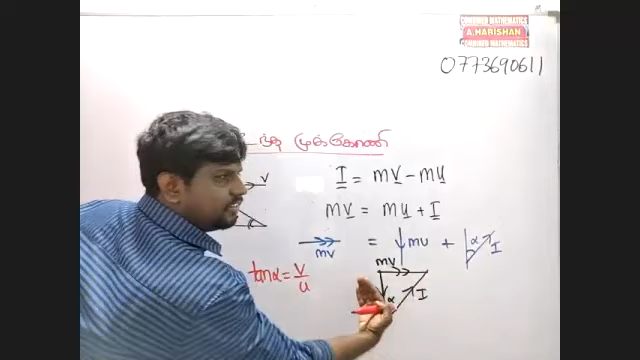 COMBINED MATHEMATICS
A.HARISHAN
COMBINED MATHEMATICS
0773690611
முக்கோணி
V
I = mV - mu
mV = mu + I
mV = mu + α I
tanα = V/u
mV
α I